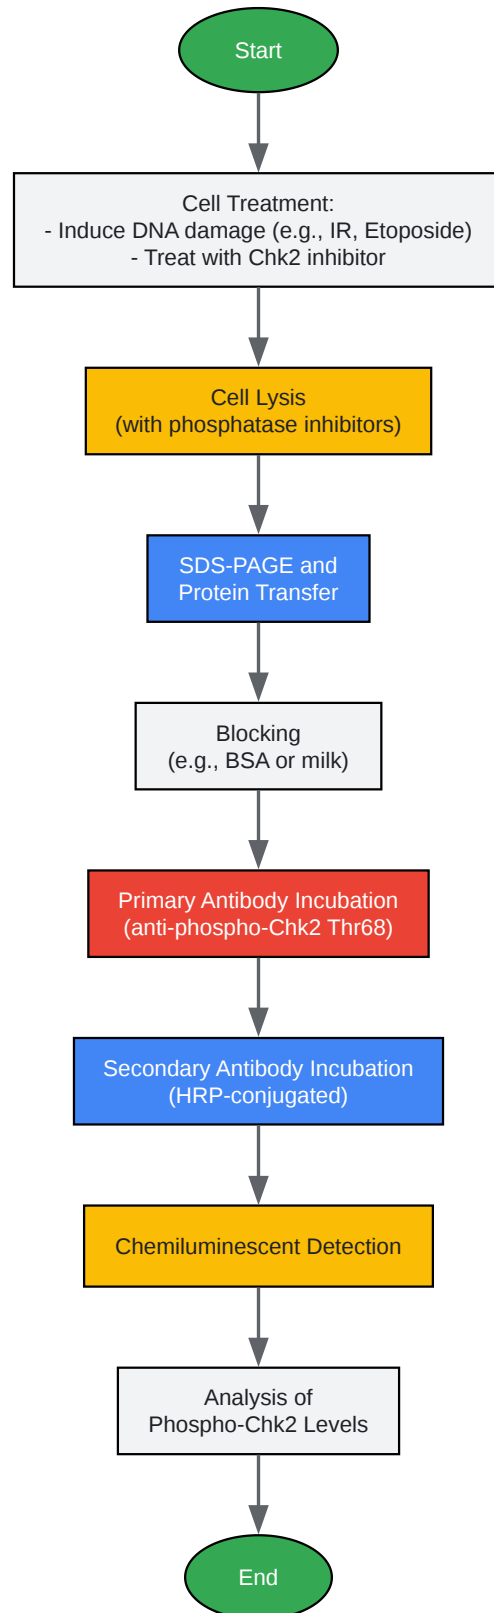 Start
Cell Treatment:
- Induce DNA damage (e.g., IR, Etoposide)
- Treat with Chk2 inhibitor
Cell Lysis
(with phosphatase inhibitors)
SDS-PAGE and
Protein Transfer
Blocking
(e.g., BSA or milk)
Primary Antibody Incubation
(anti-phospho-Chk2 Thr68)
Secondary Antibody Incubation
(HRP-conjugated)
Chemiluminescent Detection
Analysis of
Phospho-Chk2 Levels
End